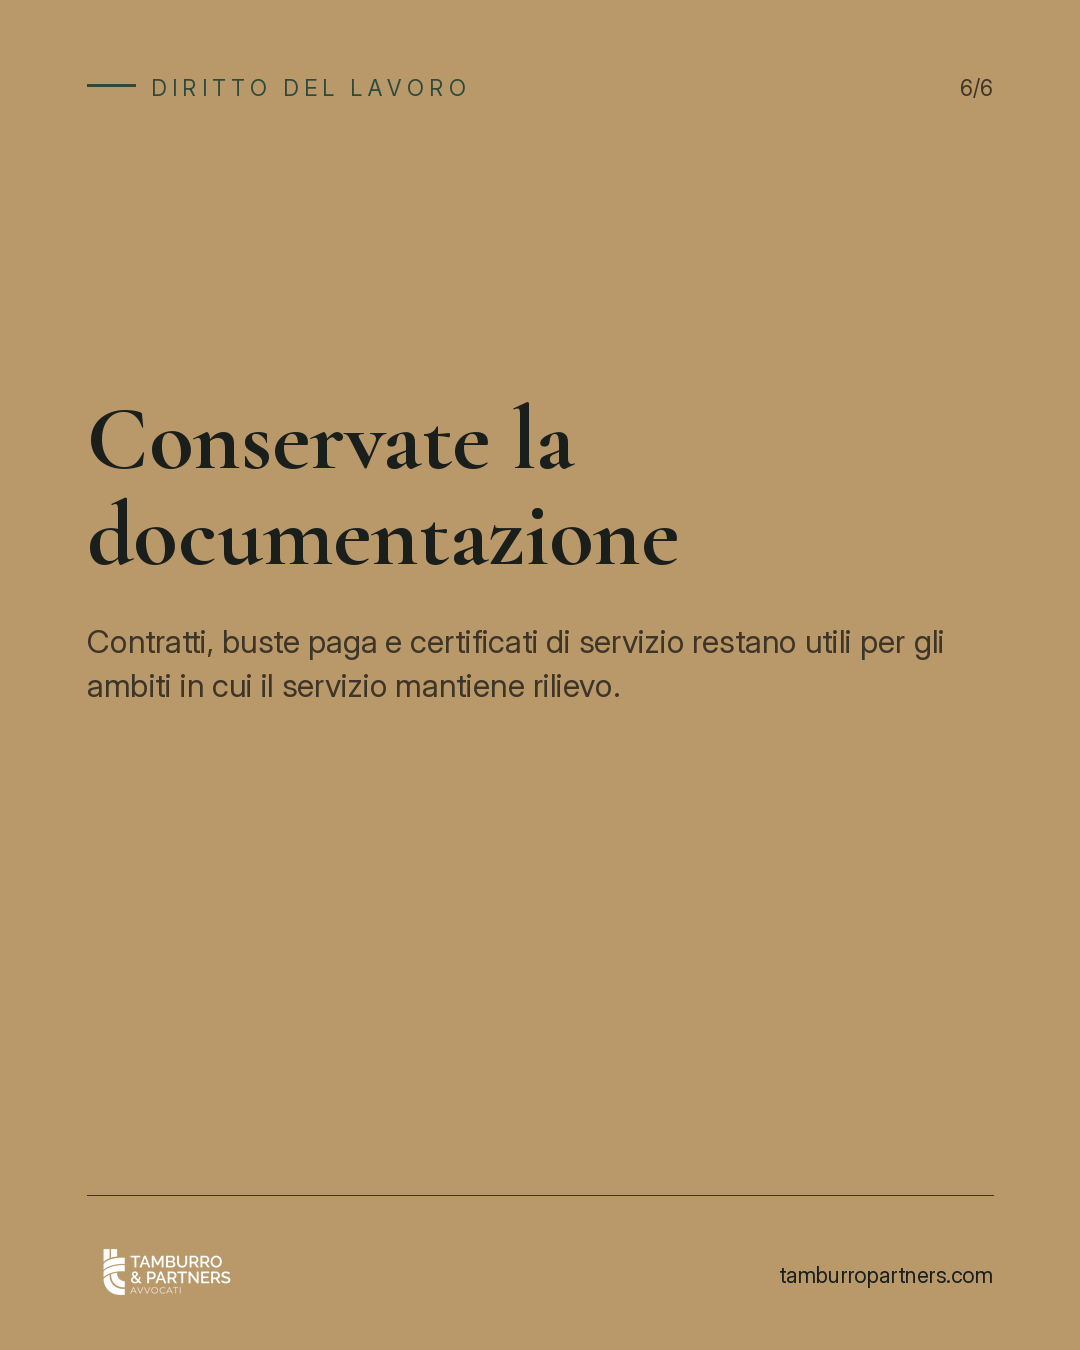 DIRITTO DEL LAVORO
6/6
Conservate la
documentazione
Contratti, buste paga e certificati di servizio restano utili per gli
ambiti in cui il servizio mantiene rilievo.
TAMBURRO
& PARTNERS
AVVOCATI
tamburropartners.com